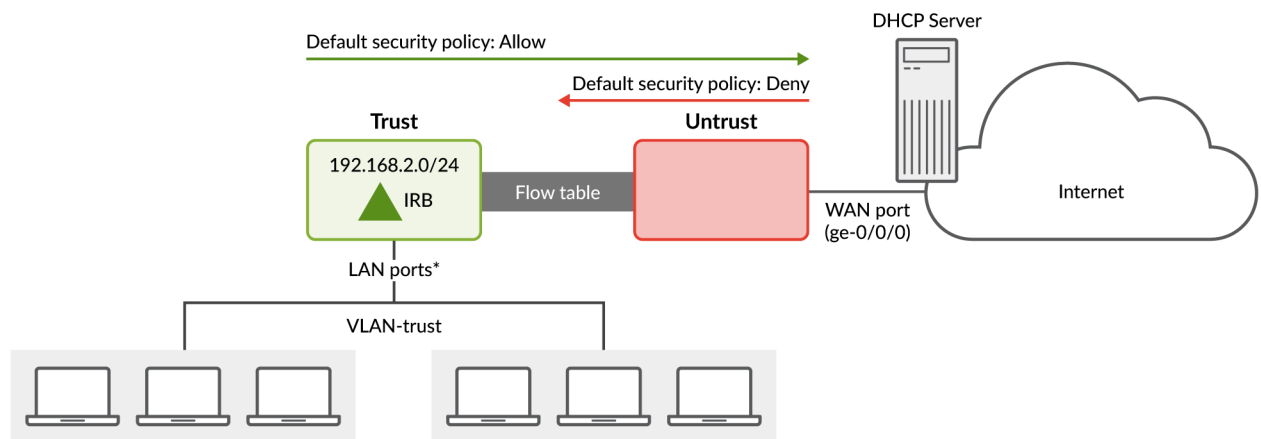 DHCP Server
Default security policy: Allow
Default security policy: Deny
Trust
Untrust
192.168.2.0/24
IRB
Flow table
WAN port
(ge-0/0/0)
Internet
LAN ports*
VLAN-trust